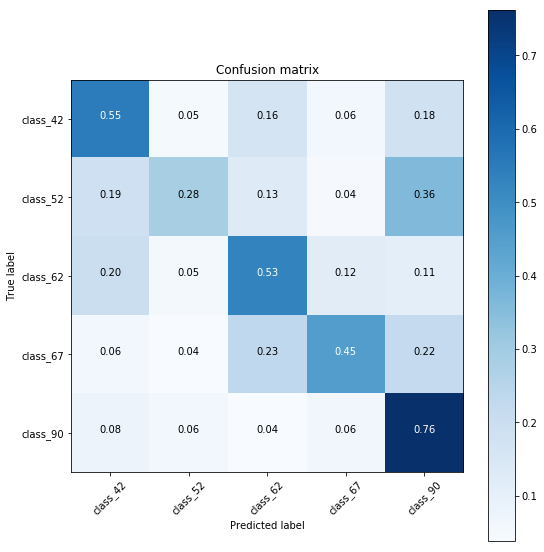 Confusion matrix
True label
class_42 0.55 0.05 0.16 0.06 0.18
class_52 0.19 0.28 0.13 0.04 0.36
class_62 0.20 0.05 0.53 0.12 0.11
class_67 0.06 0.04 0.23 0.45 0.22
class_90 0.08 0.06 0.04 0.06 0.76
class_42 class_52 class_62 class_67 class_90
Predicted label
0.7
0.6
0.5
0.4
0.3
0.2
0.1